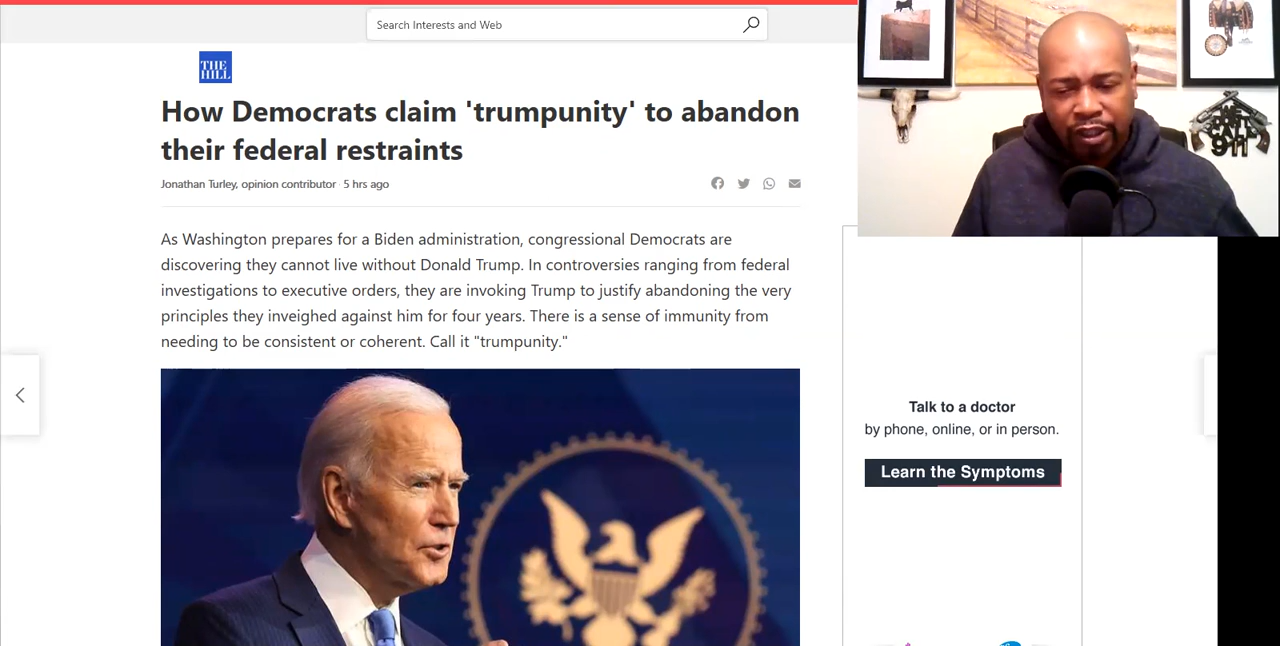 Search Interests and Web
THE
HILL
How Democrats claim 'trumpunity' to abandon
their federal restraints
Jonathan Turley, opinion contributor 5 hrs ago
As Washington prepares for a Biden administration, congressional Democrats are
discovering they cannot live without Donald Trump. In controversies ranging from federal
investigations to executive orders, they are invoking Trump to justify abandoning the very
principles they inveighed against him for four years. There is a sense of immunity from
needing to be consistent or coherent. Call it "trumpunity."
WE
DON'T
CALL
911
Talk to a doctor
by phone, online, or in person.
Learn the Symptoms